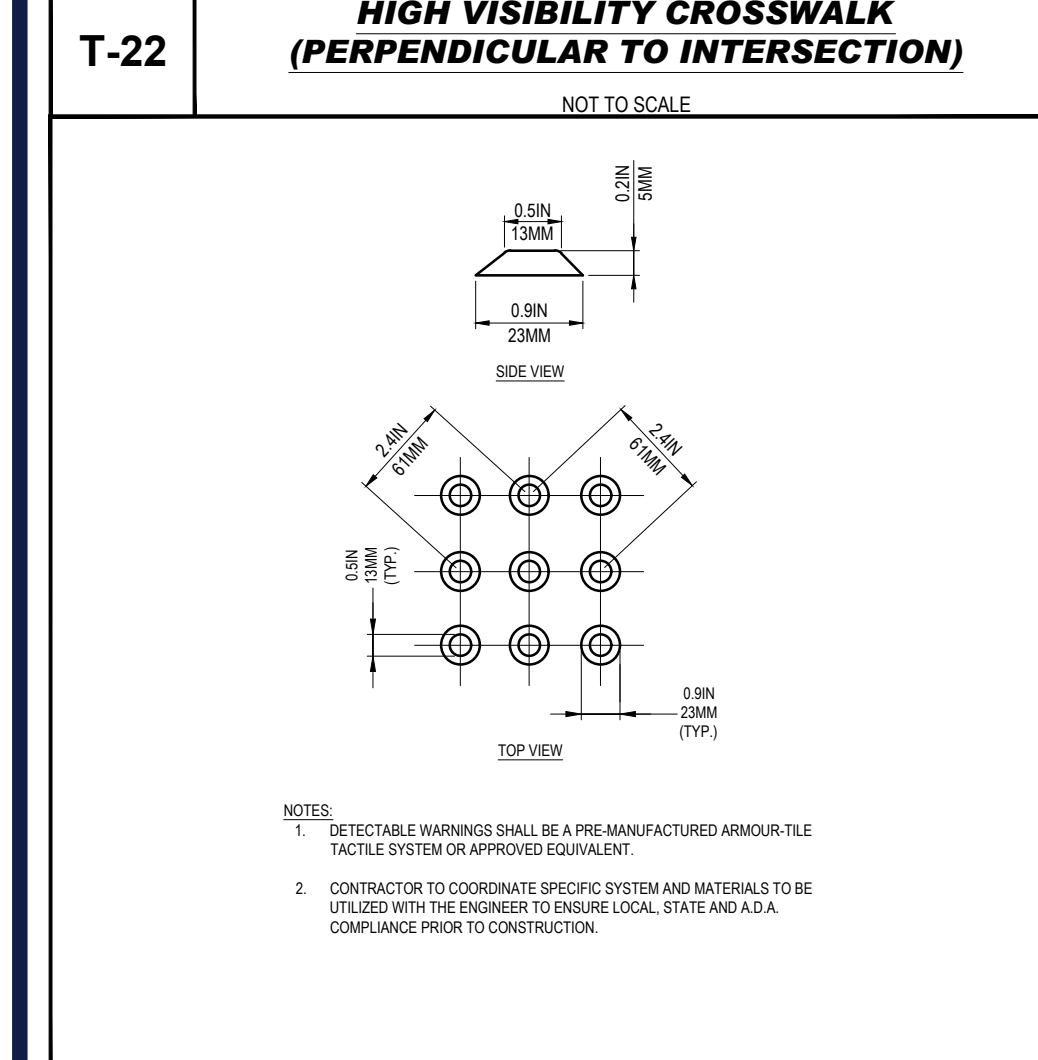 HIGH VISIBILITY CROSSWALK
T-22
(PERPENDICULAR TO INTERSECTION)
NOT TO SCALE
0.2IN
5MM
0.5IN
13MM
0.9IN
23MM
SIDE VIEW
2.4IN
61MM
2.4IN
61MM
0.5IN
13MM
(TYP.)
0.9IN
23MM
(TYP.)
TOP VIEW
NOTES:
1. DETECTABLE WARNINGS SHALL BE A PRE-MANUFACTURED ARMOUR-TILE
TACTILE SYSTEM OR APPROVED EQUIVALENT.
2. CONTRACTOR TO COORDINATE SPECIFIC SYSTEM AND MATERIALS TO BE
UTILIZED WITH THE ENGINEER TO ENSURE LOCAL, STATE AND A.D.A.
COMPLIANCE PRIOR TO CONSTRUCTION.